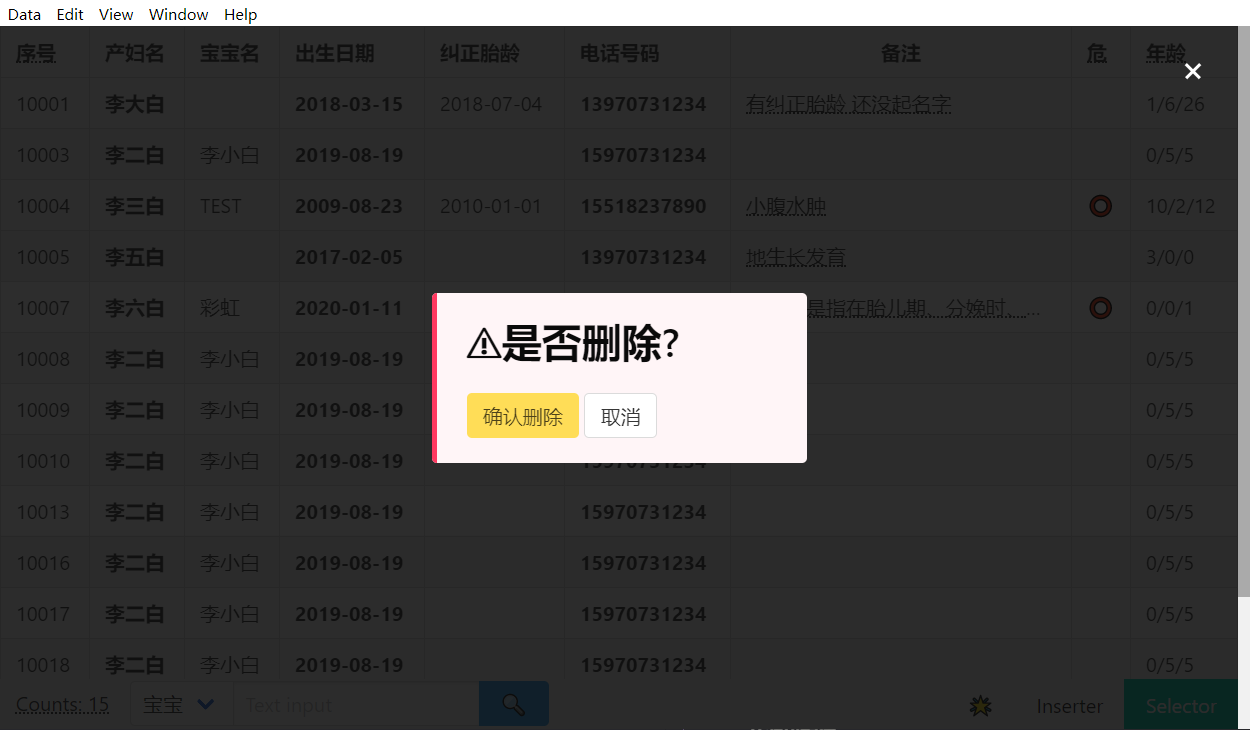 Data Edit View Window Help
序号 产妇名 宝宝名 出生日期 纠正胎龄 电话号码 备注 危 年龄
10001 李大白 2018-03-15 2018-07-04 13970731234 有纠正胎龄 还没起名字 1/6/26
10003 李二白 李小白 2019-08-19 15970731234 0/5/5
10004 李三白 TEST 2009-08-23 2010-01-01 15518237890 小腹水肿 10/2/12
10005 李五白 2017-02-05 13970731234 地生长发育 3/0/0
10007 李六白 彩虹 2020-01-11 是指在胎儿期、分娩时、... 0/0/1
⚠是否删除?
10008 李二白 李小白 2019-08-19 0/5/5
确认删除 取消
10009 李二白 李小白 2019-08-19 0/5/5
10010 李二白 李小白 2019-08-19 15970731234 0/5/5
10013 李二白 李小白 2019-08-19 15970731234 0/5/5
10016 李二白 李小白 2019-08-19 15970731234 0/5/5
10017 李二白 李小白 2019-08-19 15970731234 0/5/5
10018 李二白 李小白 2019-08-19 15970731234 0/5/5
Counts: 15 宝宝 Text input Inserter Selector